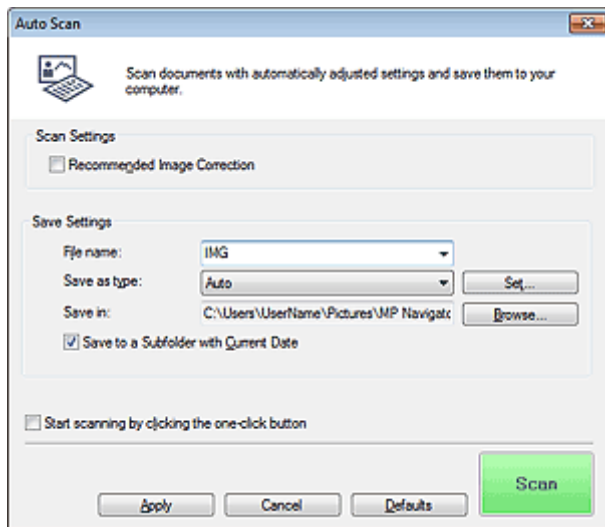 Auto Scan
Scan documents with automatically adjusted settings and save them to your
computer.
Scan Settings
Recommended Image Correction
Save Settings
File name:
IMG
Save as type:
Auto
Set...
Save in:
C:\Users\UserName\Pictures\MP Navigatc
Browse...
Save to a Subfolder with Current Date
Start scanning by clicking the one-click button
Scan
Apply
Cancel
Defaults